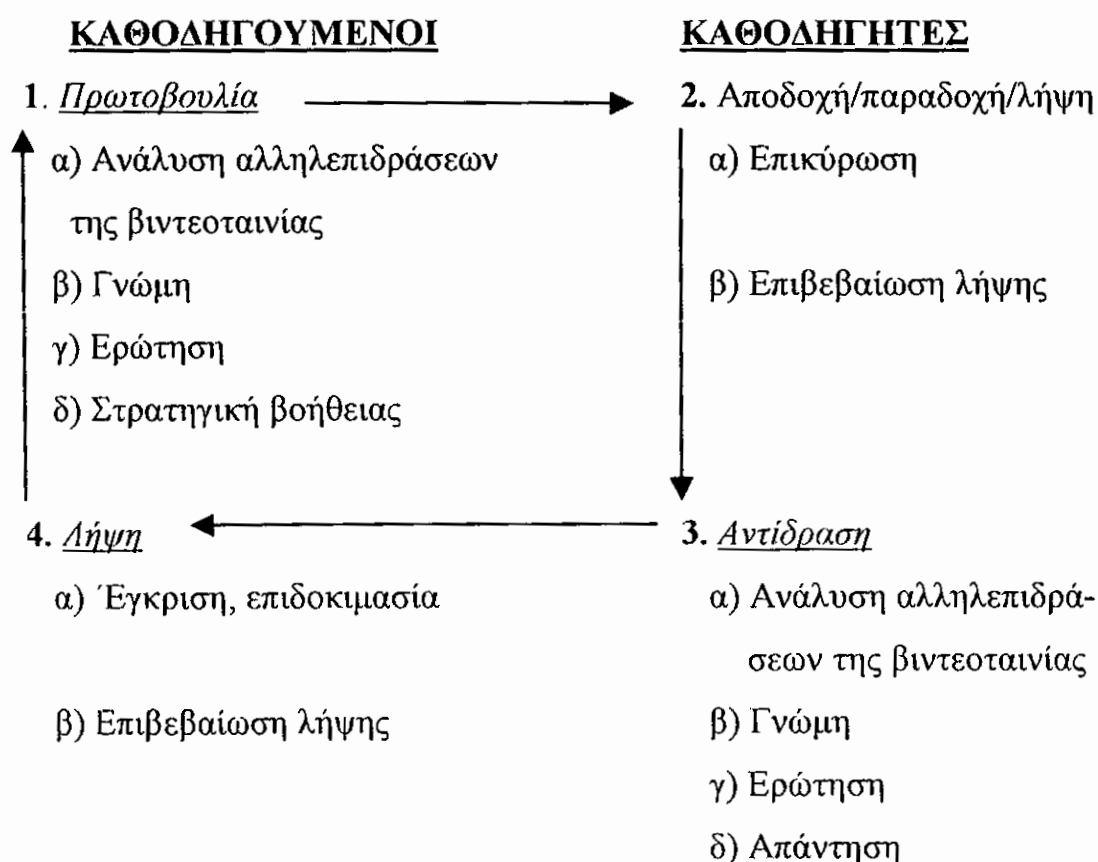 ΚΑΘΟΔΗΓΟΥΜΕΝΟΙ
1. Πρωτοβουλία
α) Ανάλυση αλληλεπιδράσεων
της βιντεοταινίας
β) Γνώμη
γ) Ερώτηση
δ) Στρατηγική βοήθειας
ΚΑΘΟΔΗΓΗΤΕΣ
2. Αποδοχή/παραδοχή/λήψη
α) Επικύρωση
β) Επιβεβαίωση λήψης
3. Αντίδραση
α) Ανάλυση αλληλεπιδρά-
σεων της βιντεοταινίας
β) Γνώμη
γ) Ερώτηση
δ) Απάντηση
4. Λήψη
α) Έγκριση, επιδοκιμασία
β) Επιβεβαίωση λήψης